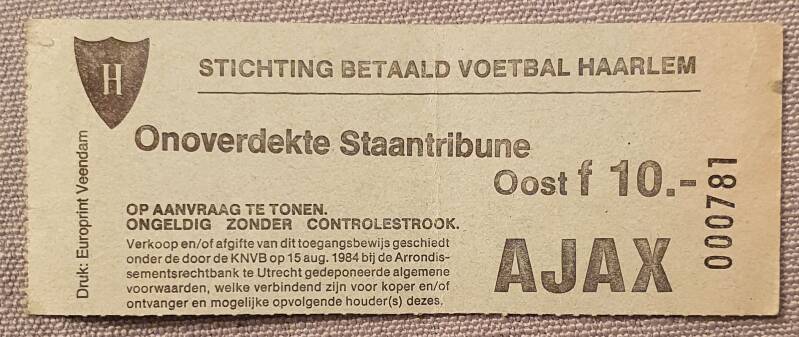 H
STICHTING BETAALD VOETBAL HAARLEM
Onoverdekte Staantribune
Oost f 10.-
OP AANVRAAG TE TONEN.
ONGELDIG ZONDER CONTROLESTROOK.
Verkoop en/of afgifte van dit toegangsbewijs geschiedt
onder de door de KNVB op 15 aug. 1984 bij de Arrondis-
sementsrechtbank te Utrecht gedeponeerde algemene
voorwaarden, welke verbindend zijn voor koper en/of
ontvanger en mogelijke opvolgende houder(s) dezes.
AJAX
000781
Druk: Europrint Veendam